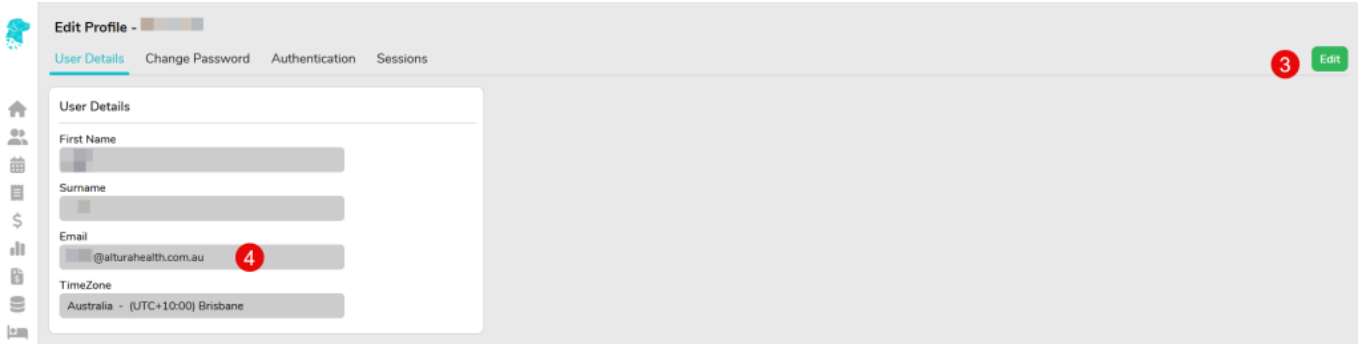 Edit Profile -
User Details Change Password Authentication Sessions
3 Edit
User Details
First Name
Surname
Email
@alturahealth.com.au 4
TimeZone
Australia - (UTC+10:00) Brisbane